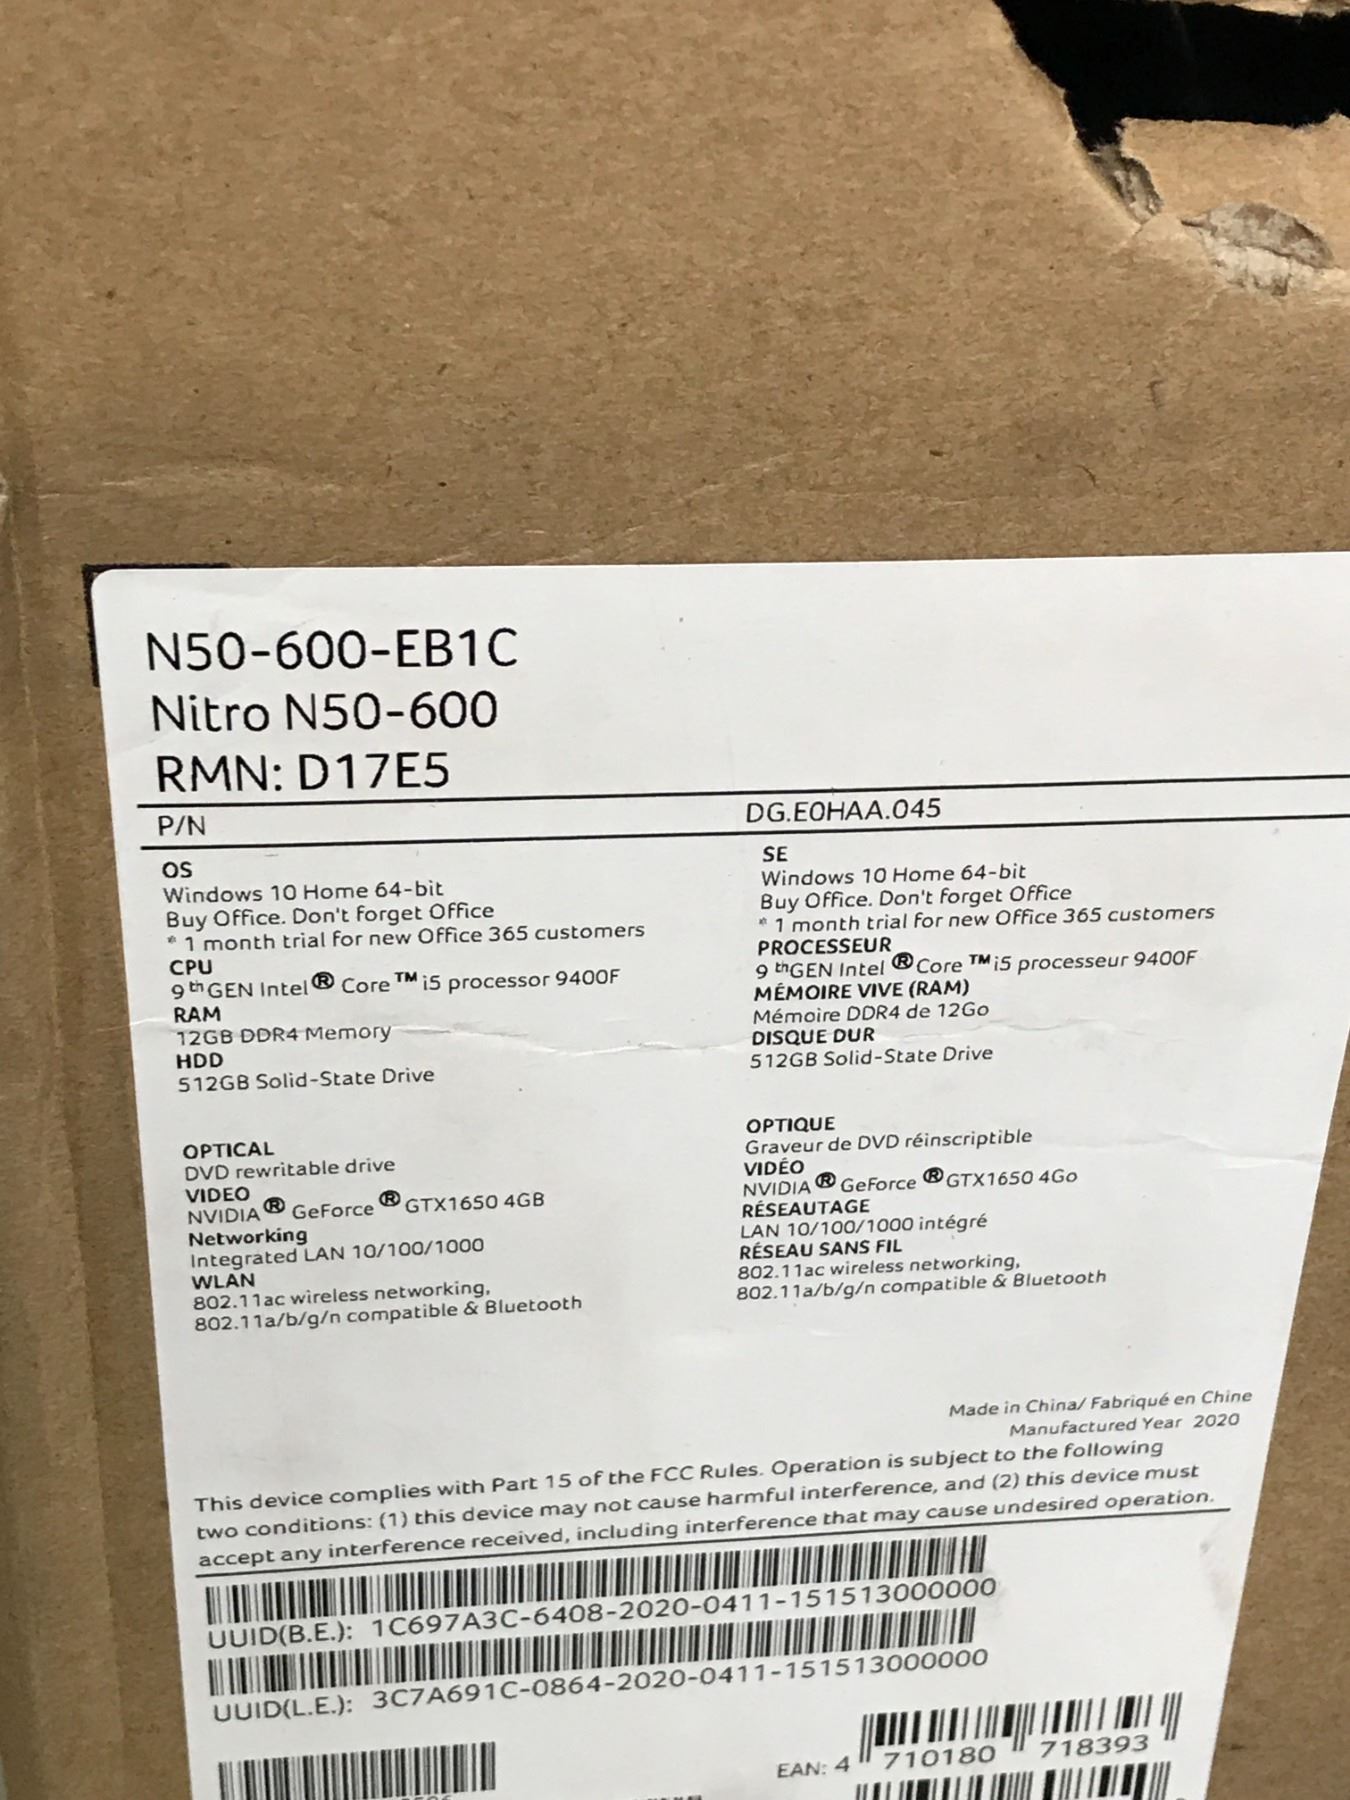 N50-600-EB1C
Nitro N50-600
RMN: D17E5
P/N DG.E0HAA.045
OS
Windows 10 Home 64-bit
Buy Office. Don't forget Office
* 1 month trial for new Office 365 customers
CPU
9 thGEN Intel® Core™ i5 processor 9400F
RAM
12GB DDR4 Memory
HDD
512GB Solid-State Drive
OPTICAL
DVD rewritable drive
VIDEO
NVIDIA® GeForce® GTX1650 4GB
Networking
Integrated LAN 10/100/1000
WLAN
802.11ac wireless networking,
802.11a/b/g/n compatible & Bluetooth
SE
Windows 10 Home 64-bit
Buy Office. Don't forget Office
* 1 month trial for new Office 365 customers
PROCESSEUR
9 thGEN Intel® Core™ i5 processeur 9400F
MÉMOIRE VIVE (RAM)
Mémoire DDR4 de 12Go
DISQUE DUR
512GB Solid-State Drive
OPTIQUE
Graveur de DVD réinscriptible
VIDÉO
NVIDIA® GeForce® GTX1650 4Go
RÉSEAUTAGE
LAN 10/100/1000 intégré
RÉSEAU SANS FIL
802.11ac wireless networking,
802.11a/b/g/n compatible & Bluetooth
Made in China/ Fabriqué en Chine
Manufactured Year 2020
This device complies with Part 15 of the FCC Rules. Operation is subject to the following
two conditions: (1) this device may not cause harmful interference, and (2) this device must
accept any interference received, including interference that may cause undesired operation.
UUID(B.E.): 1C697A3C-6408-2020-0411-151513000000
UUID(L.E.): 3C7A691C-0864-2020-0411-151513000000
EAN: 4 710180 718393